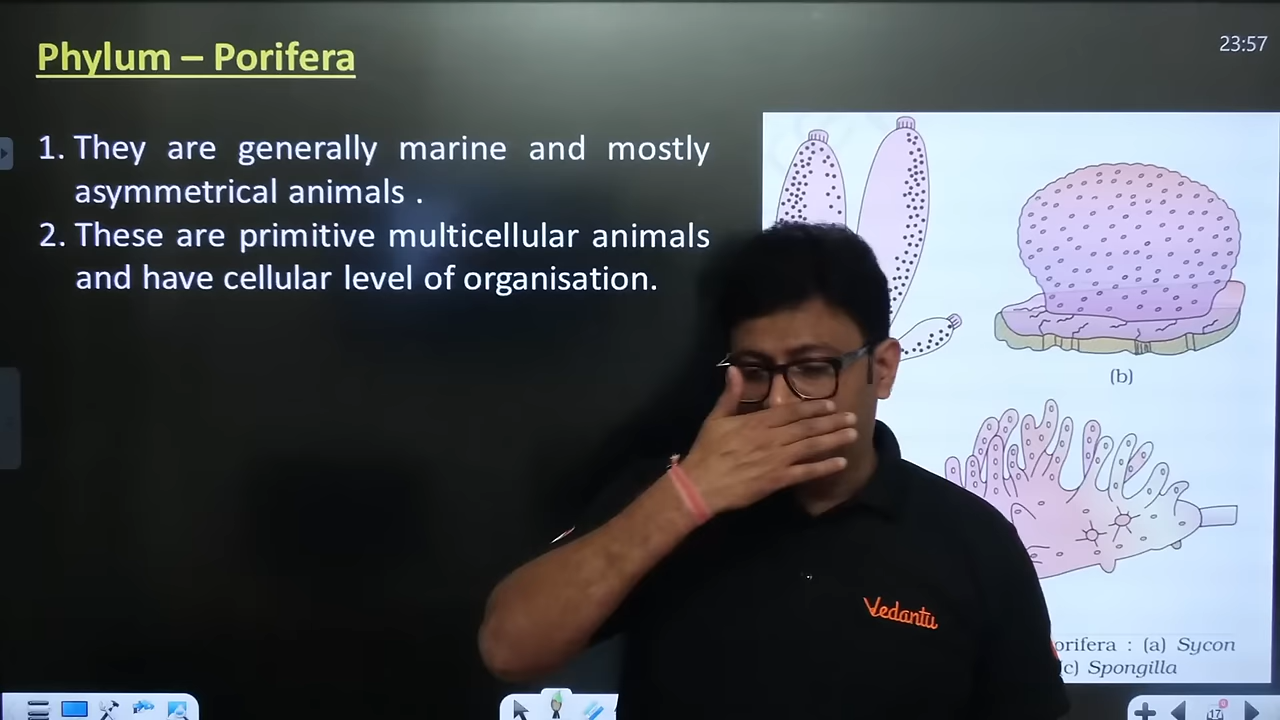 Phylum – Porifera
23:57
1. They are generally marine and mostly
asymmetrical animals .
2. These are primitive multicellular animals
and have cellular level of organisation.
(b)
Vedantu
orifera : (a) Sycon
(c) Spongilla
17